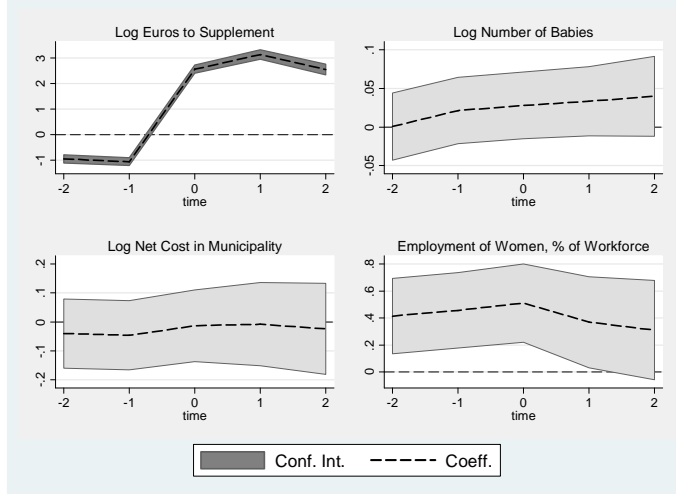 Log Euros to Supplement
3
2
1
0
-1
-2 -1 0 1 2
time
Log Number of Babies
.1
.05
0
-.05
-2 -1 0 1 2
time
Log Net Cost in Municipality
.2
.1
0
-.1
-.2
-2 -1 0 1 2
time
Employment of Women, % of Workforce
.8
.6
.4
.2
0
-2 -1 0 1 2
time
Conf. Int. Coeff.